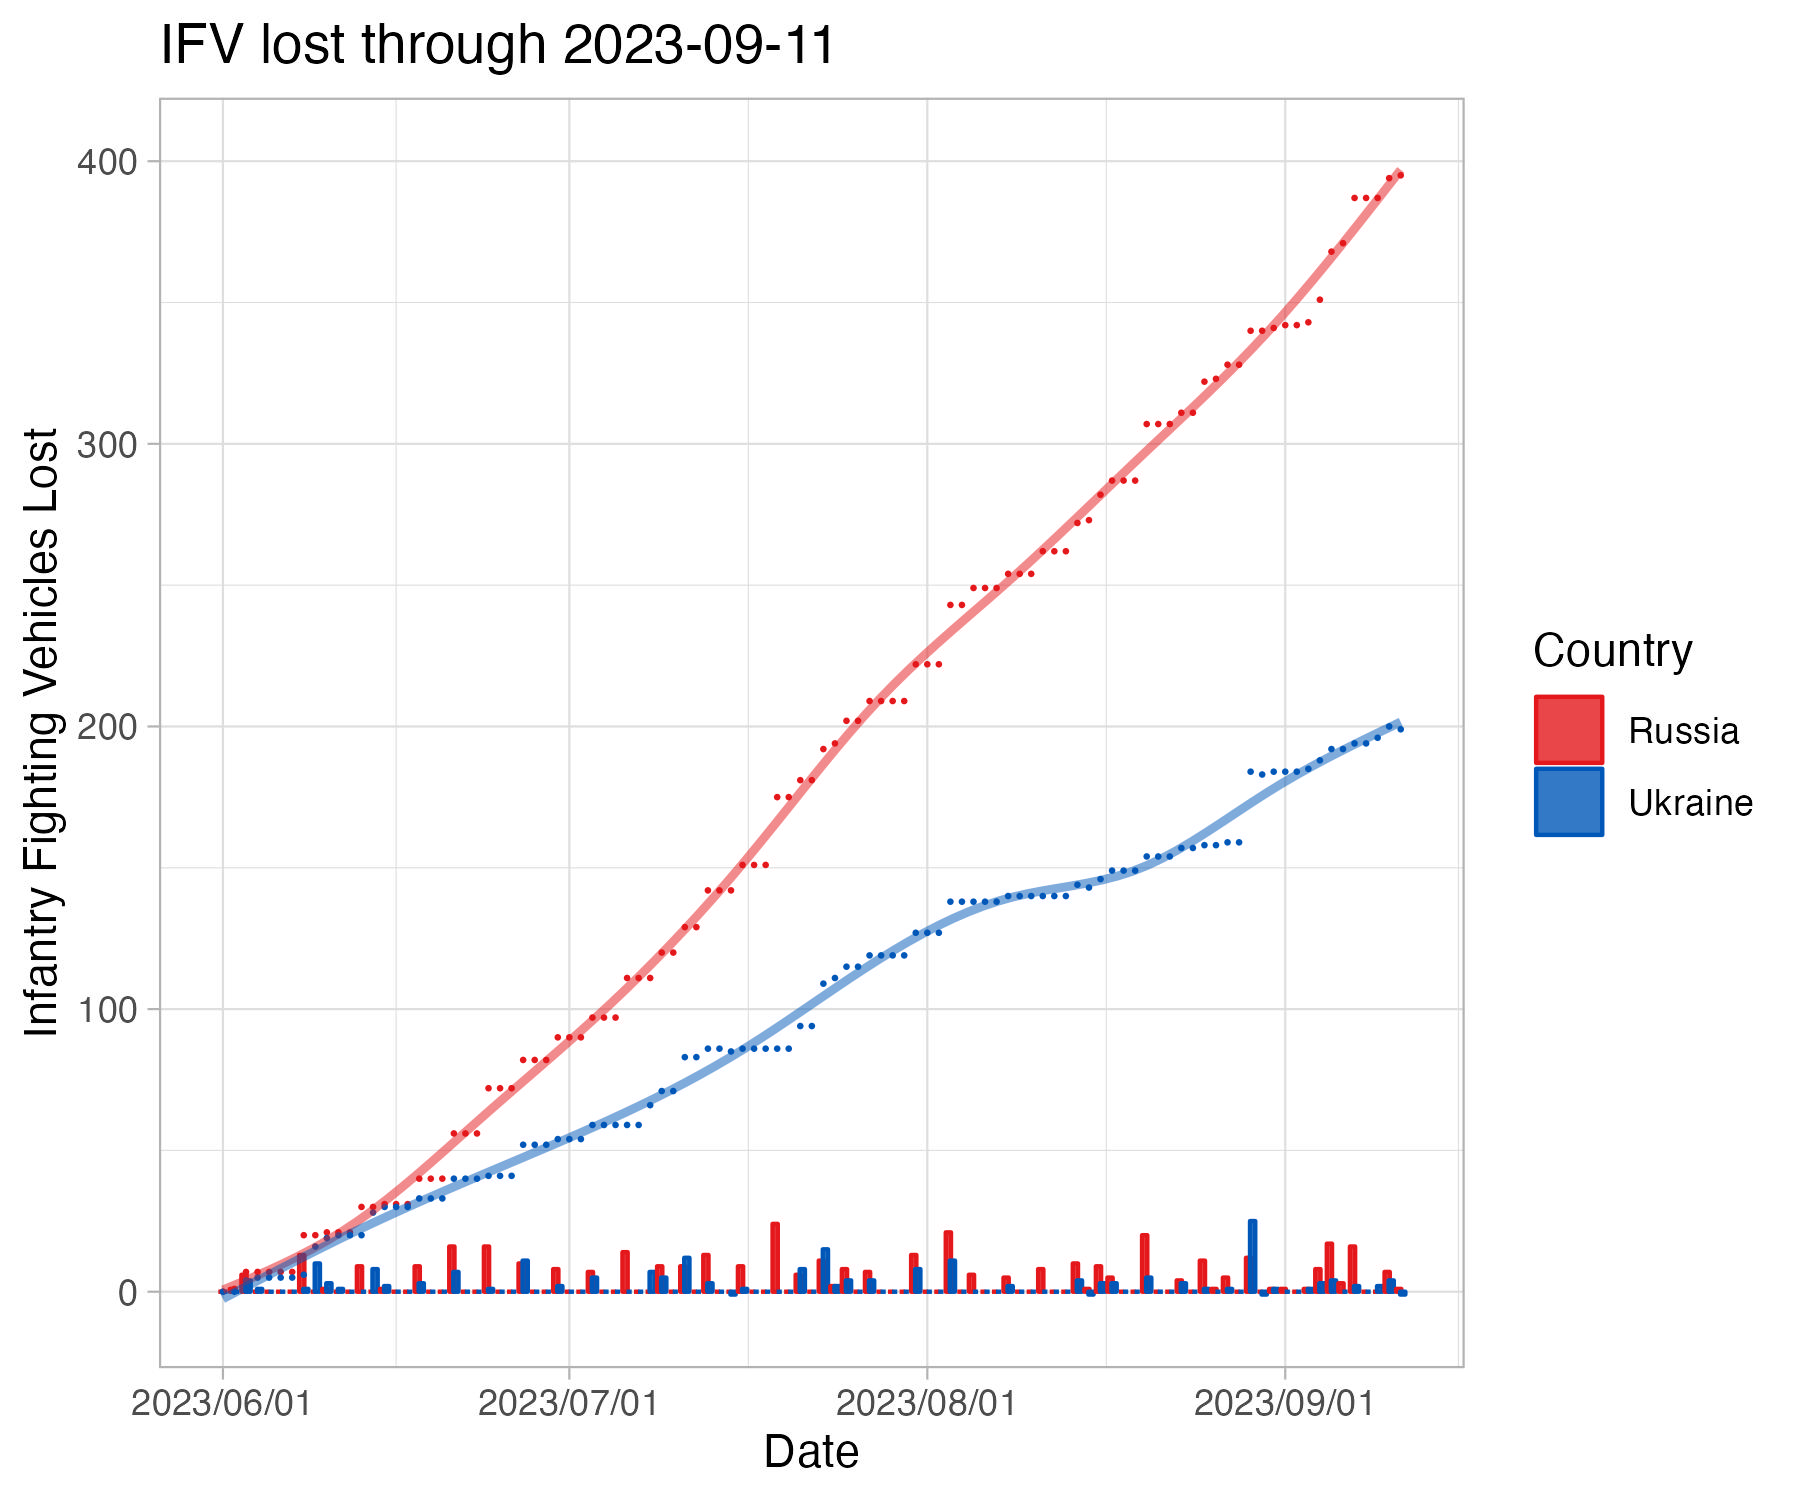 IFV lost through 2023-09-11
Infantry Fighting Vehicles Lost
400
300
200
100
0
2023/06/01
2023/07/01
2023/08/01
2023/09/01
Date
Country
Russia
Ukraine